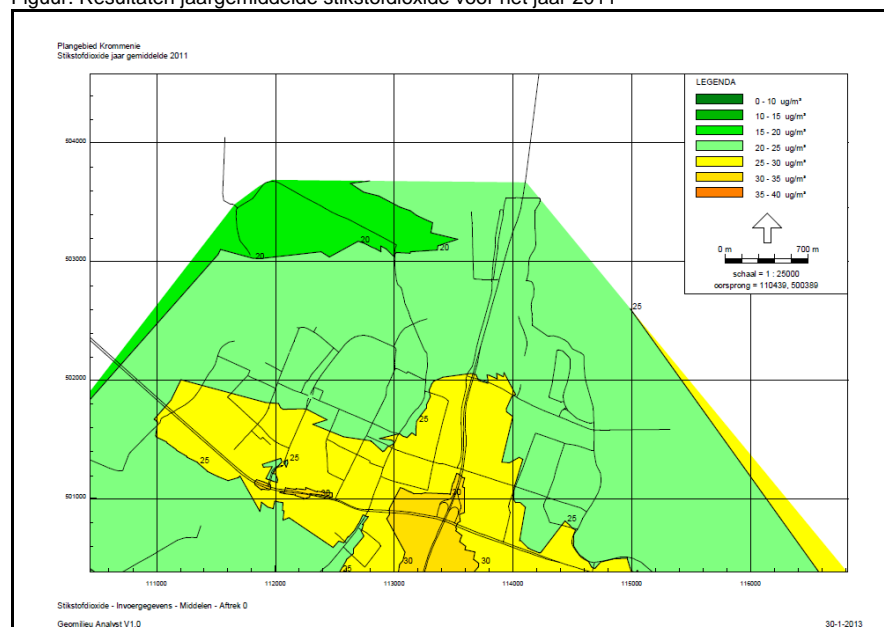 Figuur: Resultaten jaargemiddelde stikstofdioxide voor het jaar 2011
Plangebied Krommenie
Stikstofdioxide jaar gemiddelde 2011
LEGENDA
0 - 10 ug/m³
10 - 15 ug/m³
15 - 20 ug/m³
20 - 25 ug/m³
25 - 30 ug/m³
30 - 35 ug/m³
35 - 40 ug/m³
0 m 700 m
schaal = 1 : 25000
oorsprong = 110439, 500389
504000
503000
502000
501000
20
20
20
25
25
25
25
30
30
25
25
30
30
111000 112000 113000 114000 115000 116000
Stikstofdioxide - Invoergegevens - Middelen - Aftrek 0
Geomilieu Analyst V1.0 30-1-2013